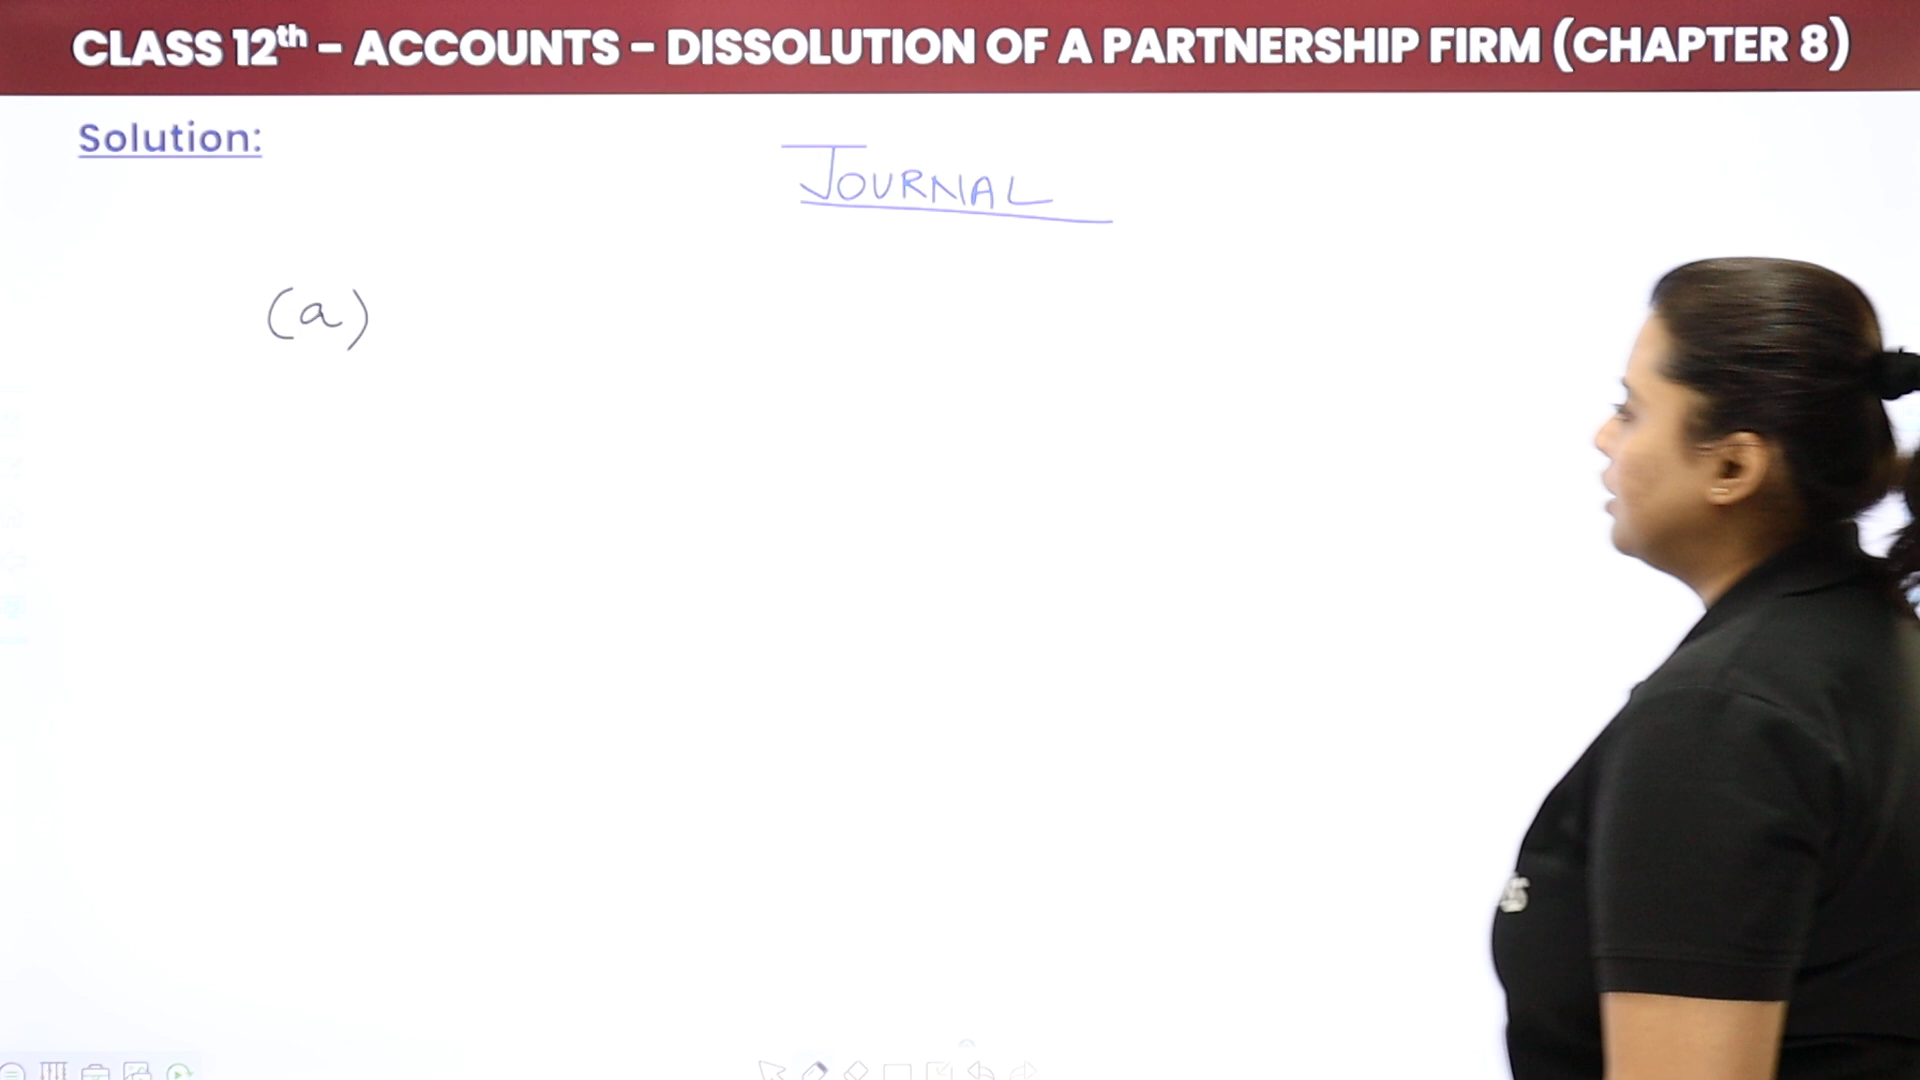 CLASS 12th – ACCOUNTS – DISSOLUTION OF A PARTNERSHIP FIRM (CHAPTER 8)
Solution:
JOURNAL
(a)